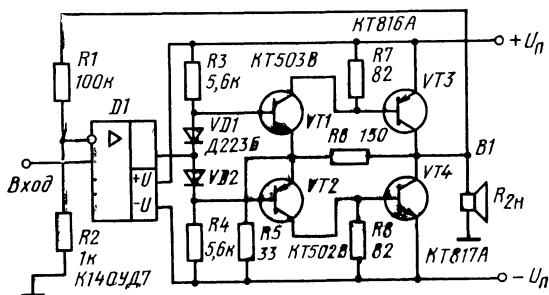 КТ816А
+Uп
R1
100к
R3
5,6к
КТ503В
R7
82
VT3
D1
VD1
Д223Б
VT1
R6 150
B1
Вход
+U
-U
VD2
VT2
VT4
R2н
R2
1к
К140УД7
R4
5,6к
R5
33
КТ502В
R8
82
КТ817А
-Uп